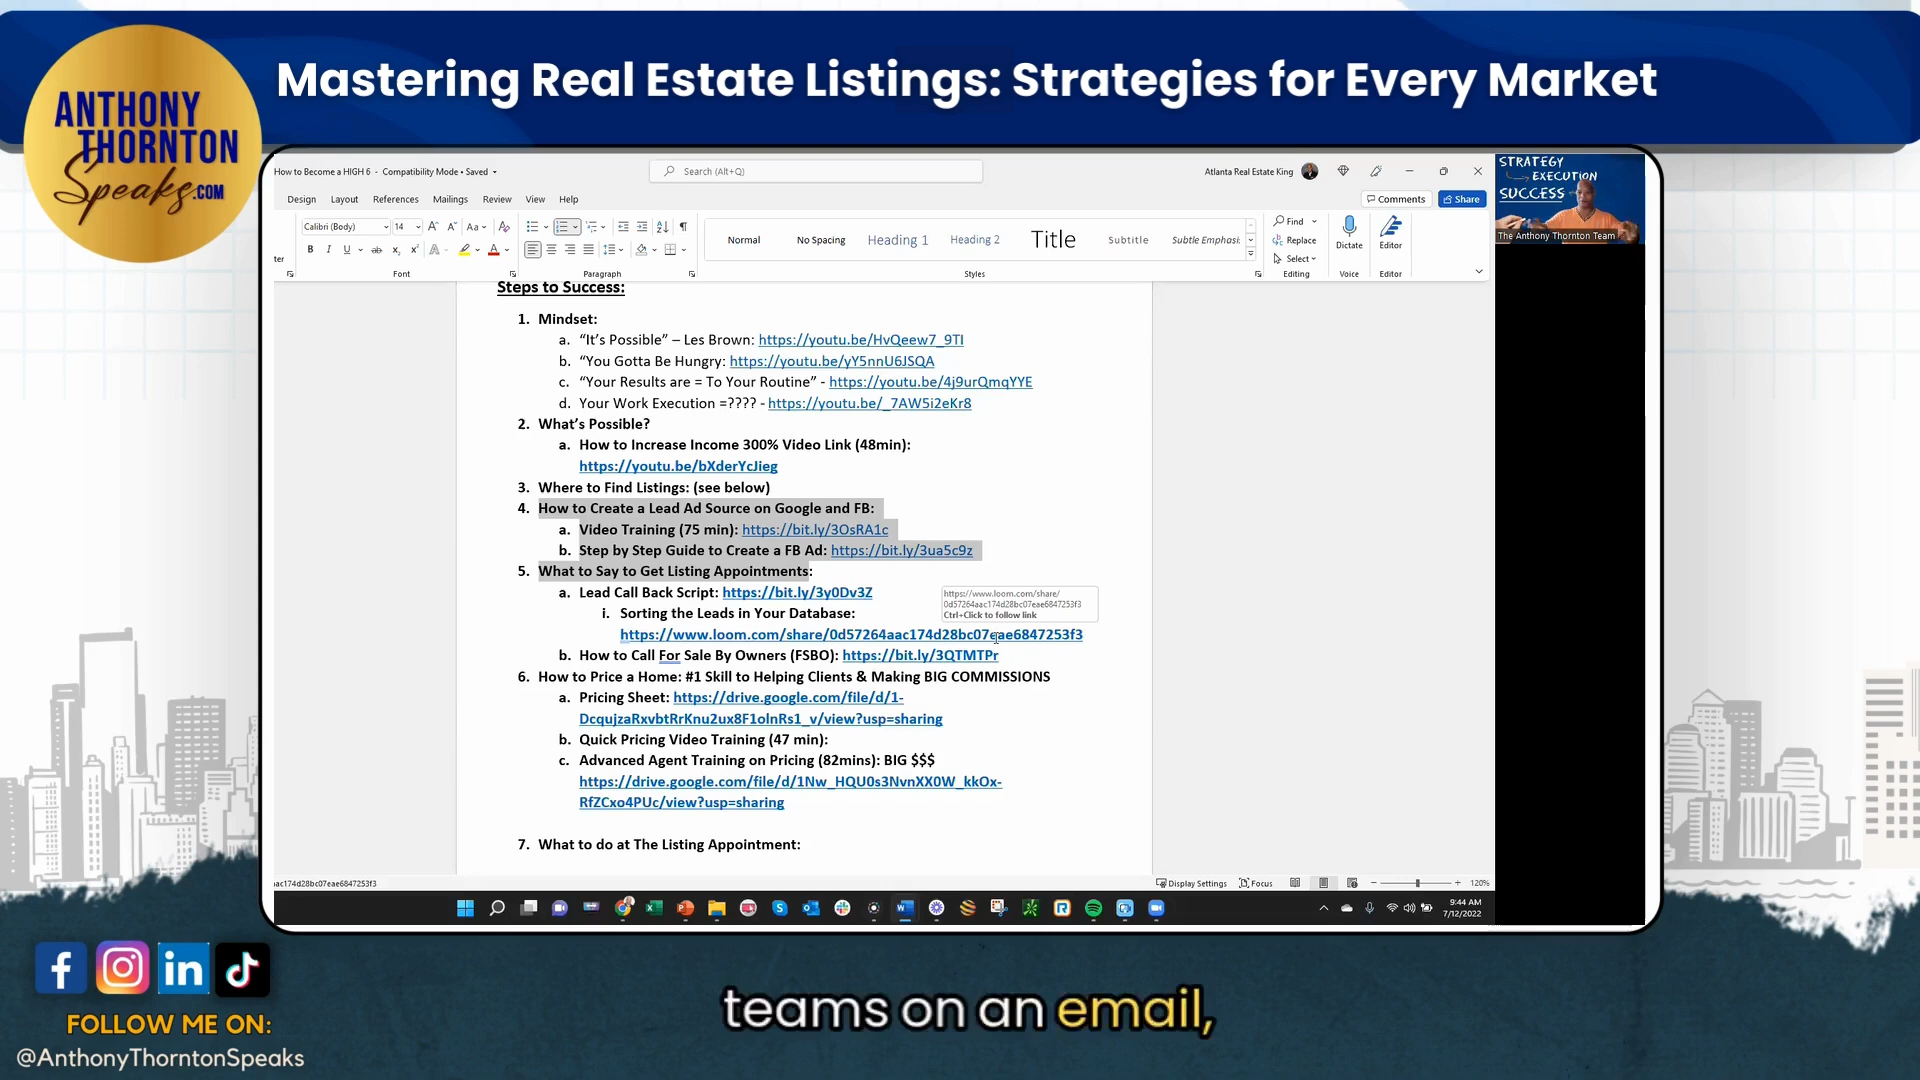 Mastering Real Estate Listings: Strategies for Every Market
ANTHONY
THORNTON
Speaks.COM
How to Become a HIGH 6 - Compatibility Mode • Saved
Search (Alt+Q)
Atlanta Real Estate King
Design Layout References Mailings Review View Help
Comments
Share
Calibri (Body) 14
Normal No Spacing Heading 1 Heading 2 Title Subtitle Subtle Emphasi
Find
Replace
Select
Dictate
Editor
ter
Font Paragraph Styles Editing Voice Editor
STRATEGY
EXECUTION
SUCCESS
The Anthony Thornton Team
Steps to Success:
1. Mindset:
a. “It’s Possible” – Les Brown: https://youtu.be/HvQeew7_9TI
b. “You Gotta Be Hungry: https://youtu.be/yY5nnU6JSQA
c. “Your Results are = To Your Routine” - https://youtu.be/4j9urQmqYYE
d. Your Work Execution =???? - https://youtu.be/_7AW5i2eKr8
2. What’s Possible?
a. How to Increase Income 300% Video Link (48min):
https://youtu.be/bXderYcJieg
3. Where to Find Listings: (see below)
4. How to Create a Lead Ad Source on Google and FB:
a. Video Training (75 min): https://bit.ly/3OsRA1c
b. Step by Step Guide to Create a FB Ad: https://bit.ly/3ua5c9z
5. What to Say to Get Listing Appointments:
a. Lead Call Back Script: https://bit.ly/3y0Dv3Z
https://www.loom.com/share/
0d57264aac174d28bc07eae6847253f3
Ctrl+Click to follow link
i. Sorting the Leads in Your Database:
https://www.loom.com/share/0d57264aac174d28bc07eae6847253f3
b. How to Call For Sale By Owners (FSBO): https://bit.ly/3QTMTPr
6. How to Price a Home: #1 Skill to Helping Clients & Making BIG COMMISSIONS
a. Pricing Sheet: https://drive.google.com/file/d/1-
DcqujzaRxvbtRrKnu2ux8F1olnRs1_v/view?usp=sharing
b. Quick Pricing Video Training (47 min):
c. Advanced Agent Training on Pricing (82mins): BIG $$$
https://drive.google.com/file/d/1Nw_HQU0s3NvnXX0W_kkOx-
RfZCxo4PUc/view?usp=sharing
7. What to do at The Listing Appointment:
aac174d28bc07eae6847253f3
Display Settings
Focus
120%
9:44 AM
7/12/2022
teams on an email,
FOLLOW ME ON:
@AnthonyThorntonSpeaks